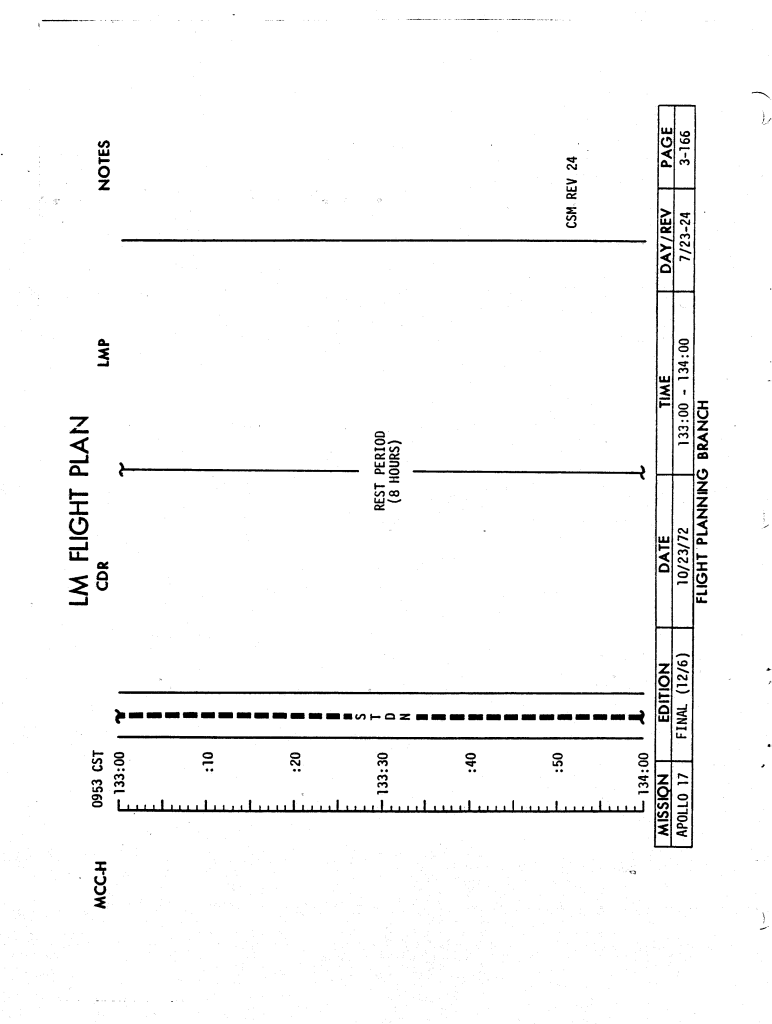 LM FLIGHT PLAN
MCC-H CDR LMP NOTES
0953 CST
133:00
:10
:20
S
T
D
N
133:30
REST PERIOD
(8 HOURS)
:40
:50
CSM REV 24
134:00
MISSION EDITION DATE TIME DAY/REV PAGE
APOLLO 17 FINAL (12/6) 10/23/72 133:00 - 134:00 7/23-24 3-166
FLIGHT PLANNING BRANCH